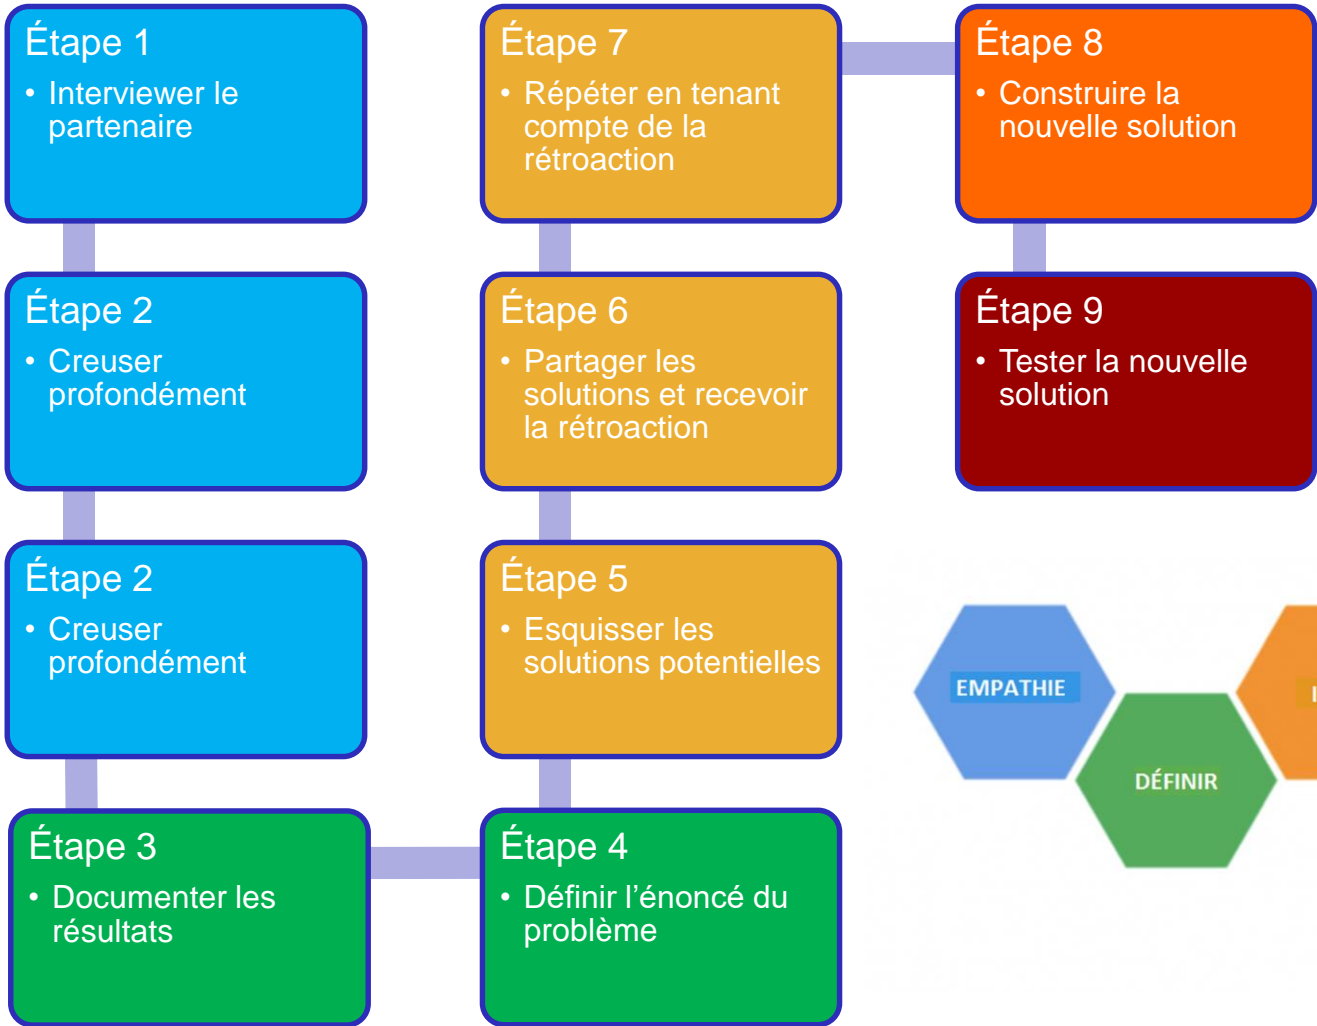 Étape 1
• Interviewer le
partenaire
Étape 2
• Creuser
profondément
Étape 2
• Creuser
profondément
Étape 3
• Documenter les
résultats
Étape 4
• Définir l’énoncé du
problème
Étape 5
• Esquisser les
solutions potentielles
Étape 6
• Partager les
solutions et recevoir
la rétroaction
Étape 7
• Répéter en tenant
compte de la
rétroaction
Étape 8
• Construire la
nouvelle solution
Étape 9
• Tester la nouvelle
solution
EMPATHIE
DÉFINIR